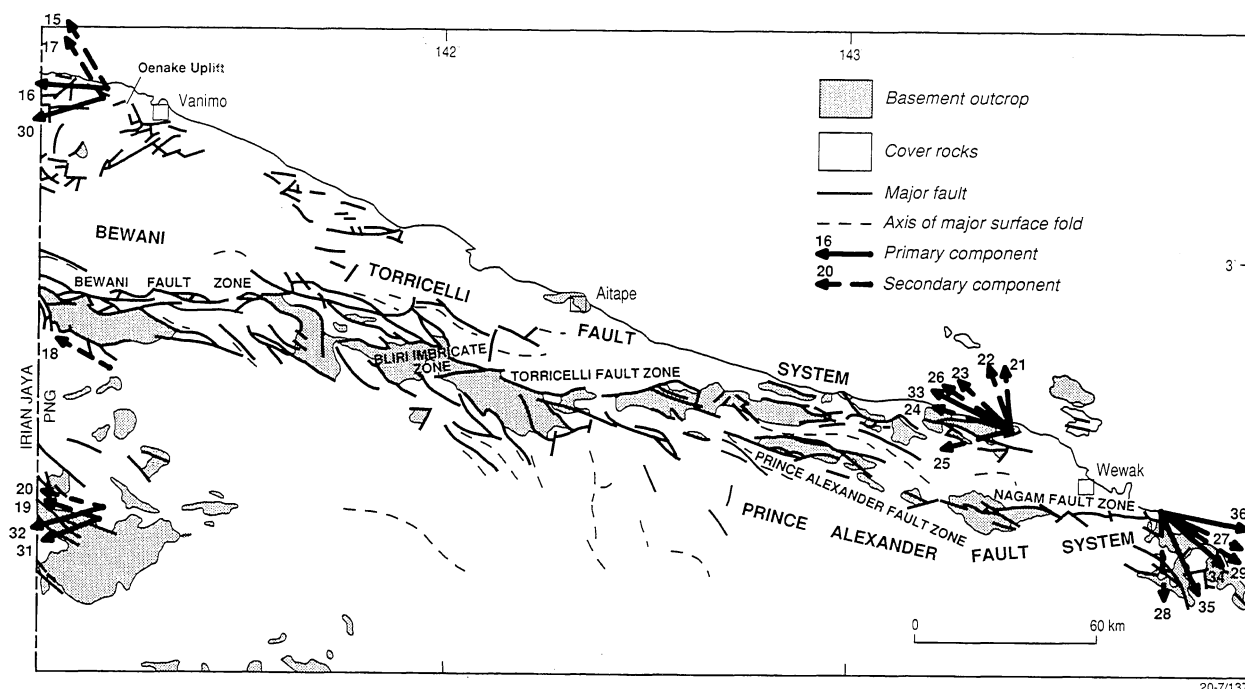 15
17
142
143
Oenake Uplift
Vanimo
16
30
Basement outcrop
Cover rocks
Major fault
Axis of major surface fold
16
Primary component
20
Secondary component
3°
BEWANI
TORRICELLI
FAULT
SYSTEM
BEWANI FAULT ZONE
Aitape
18
BLIRI IMBRICATE
ZONE
TORRICELLI FAULT ZONE
22
21
23
26
33
24
25
IRIAN JAYA
PNG
Wewak
PRINCE ALEXANDER FAULT ZONE
NAGAM FAULT ZONE
PRINCE ALEXANDER FAULT SYSTEM
20
19
32
31
36
27
29
34
35
28
0
60 km
20-7/137